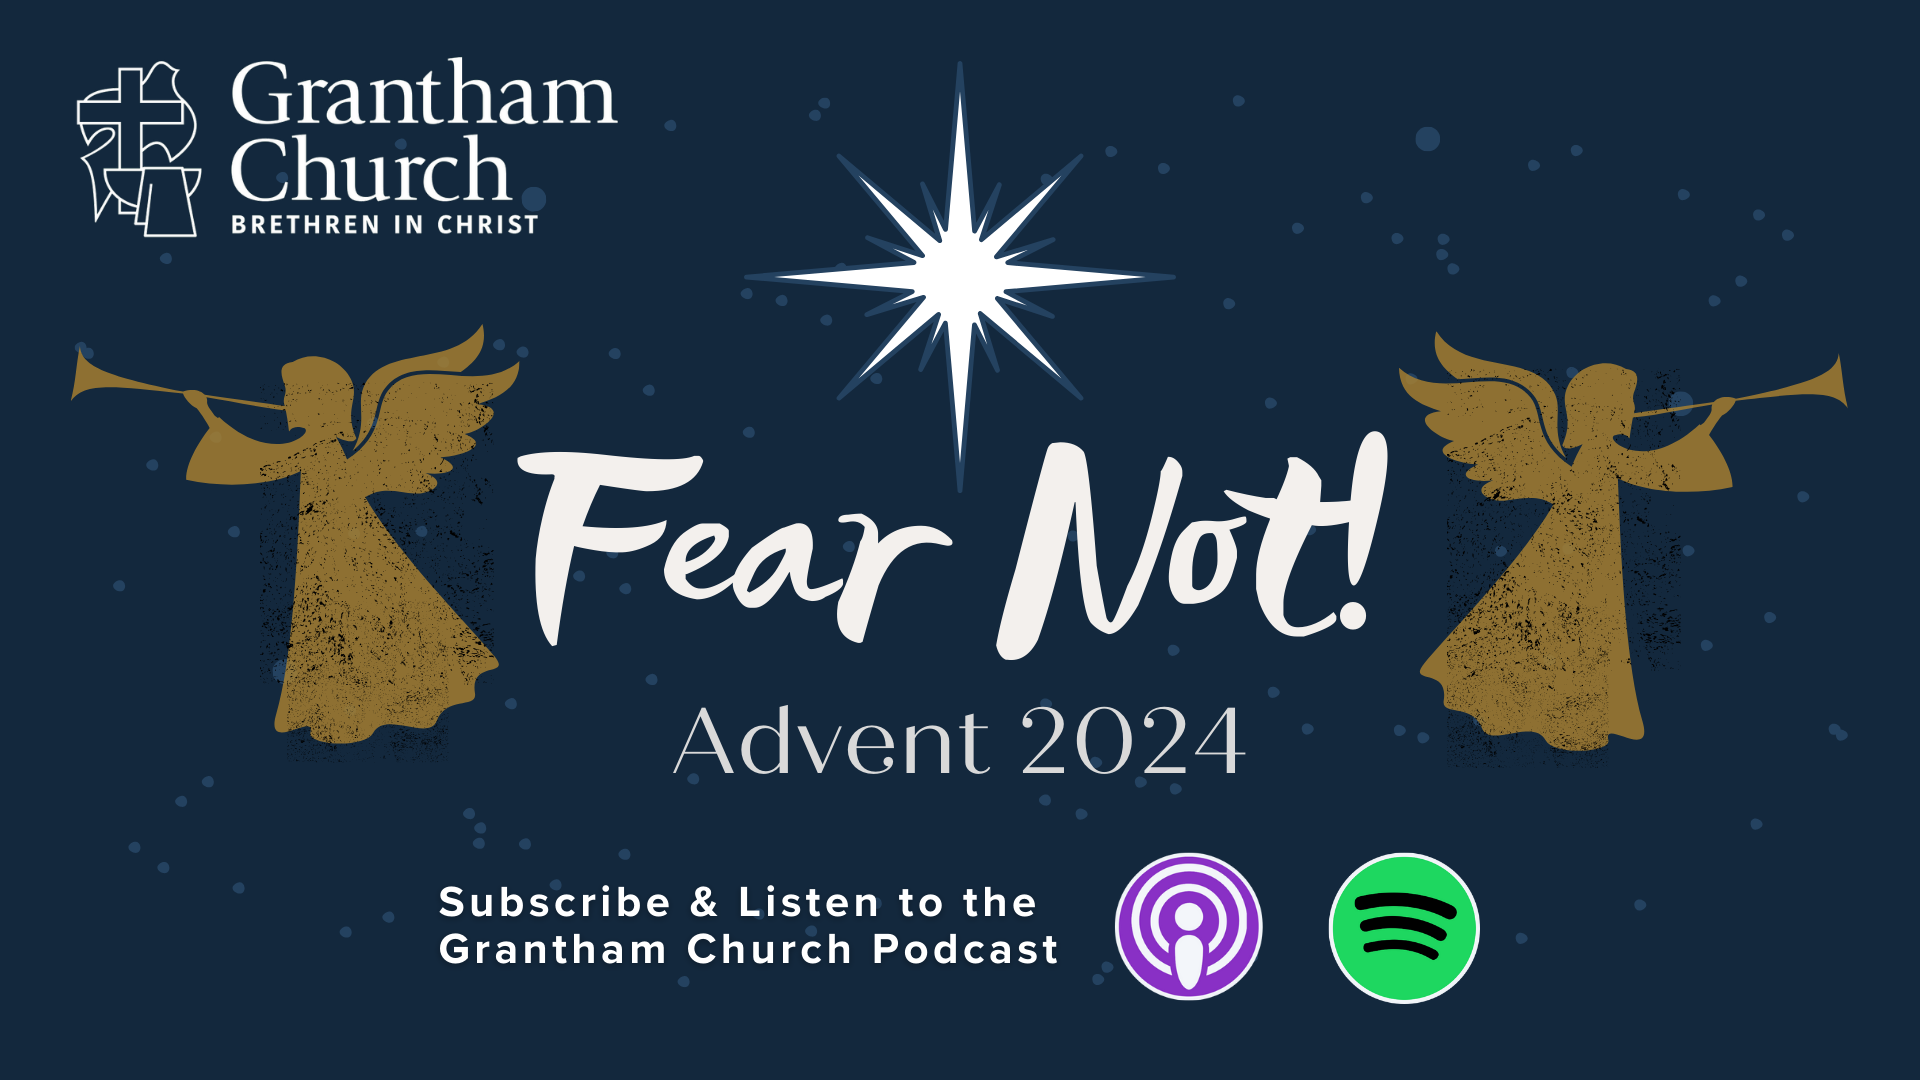 Grantham
Church
BRETHREN IN CHRIST
Fear Not!
Advent 2024
Subscribe & Listen to the
Grantham Church Podcast